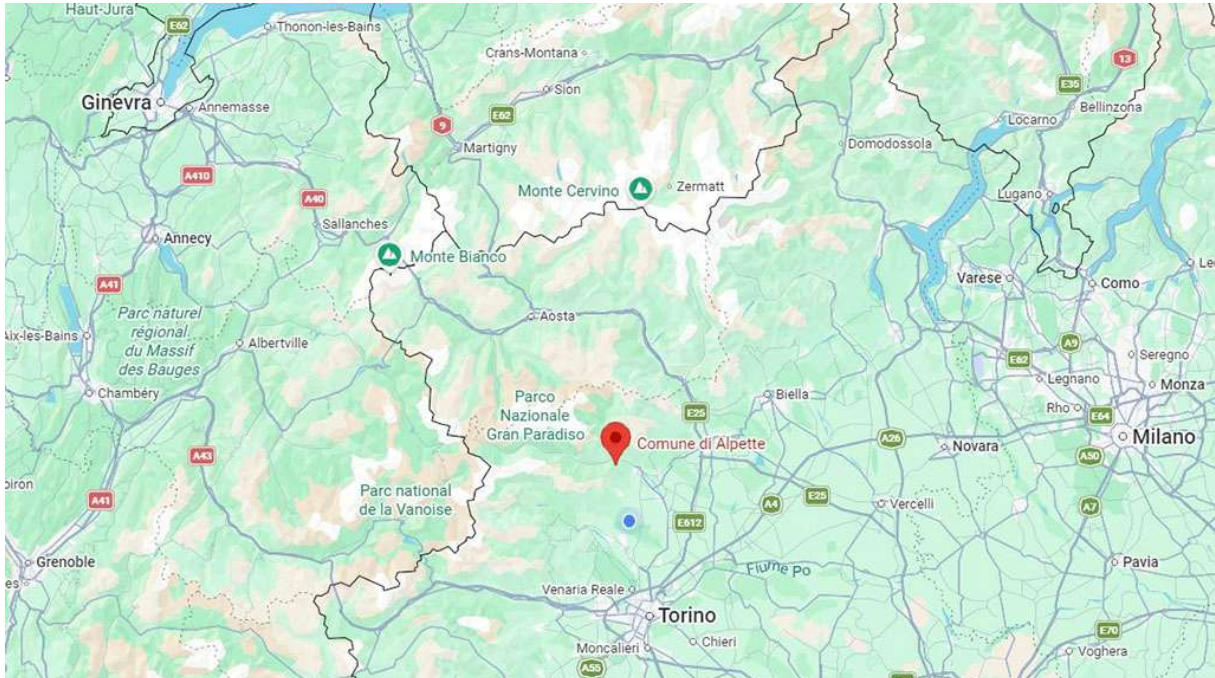 Haut-Jura
E62
Thonon-les-Bains
Crans-Montana
13
Ginevra
Annemasse
Sion
E62
E35
Bellinzona
9
Locarno
Martigny
Domodossola
A410
Monte Cervino
Zermatt
A40
Lugano
Sallanches
Annecy
Monte Bianco
A41
Varese
Como
Aosta
Parc naturel
régional
du Massif
des Bauges
Aix-les-Bains
Albertville
A9
E62
Seregno
Chambéry
Legnano
Monza
Parco
Nazionale
Gran Paradiso
Biella
Rho
E64
E25
Comune di Alpette
A26
Novara
Milano
A43
A50
Parc national
de la Vanoise
A41
E25
A4
Vercelli
A7
E612
Grenoble
Fiume Po
Pavia
Venaria Reale
Torino
E70
Moncalieri
Chieri
Voghera
A55